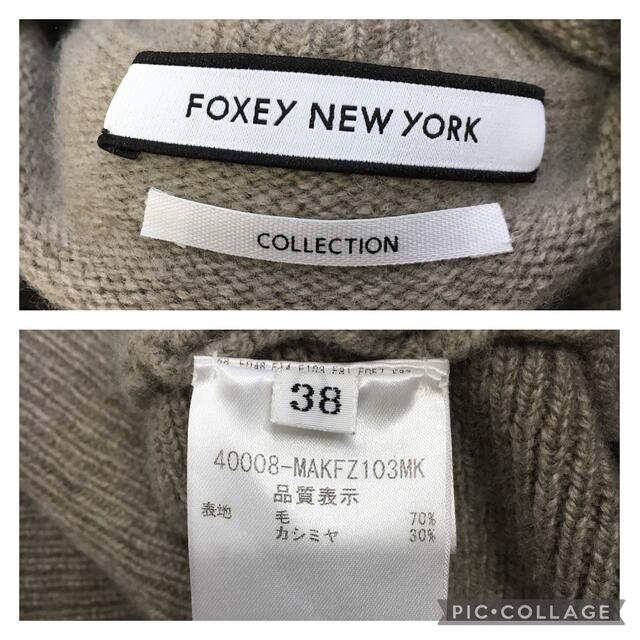 FOXEY NEW YORK
COLLECTION
38
40008-MAKFZ103MK
品質表示
表地 毛 70%
カシミヤ 30%
PIC•COLLAGE